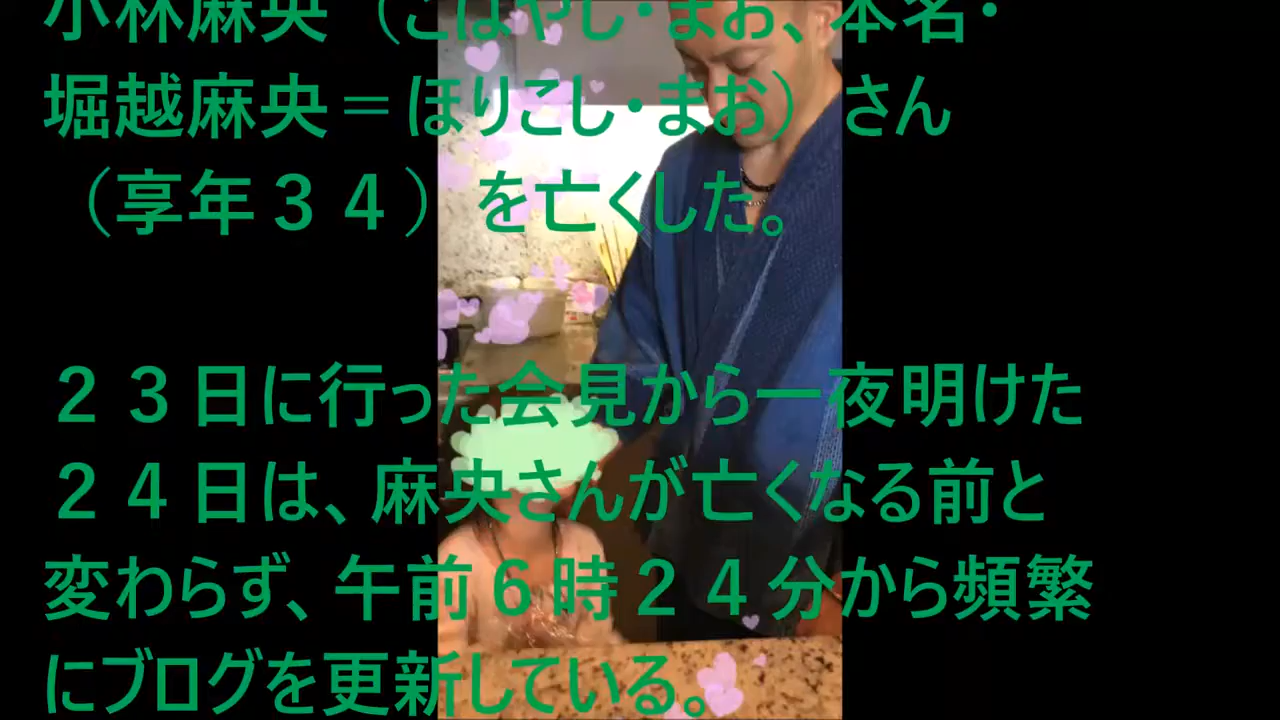 小林麻央（こばやし・まお、本名・
堀越麻央＝ほりこし・まお）さん
（享年３４）を亡くした。
２３日に行った会見から一夜明けた
２４日は、麻央さんが亡くなる前と
変わらず、午前６時２４分から頻繁
にブログを更新している。